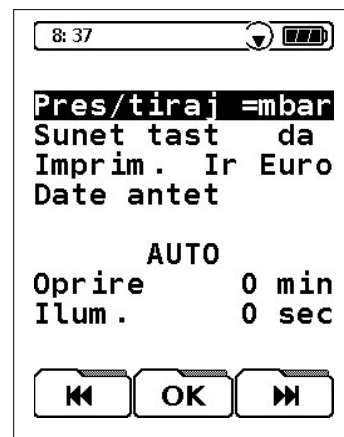 8:37
Pres/tiraj =mbar
Sunet tast da
Imprim. Ir Euro
Date antet
AUTO
Oprire 0 min
Ilum. 0 sec
OK